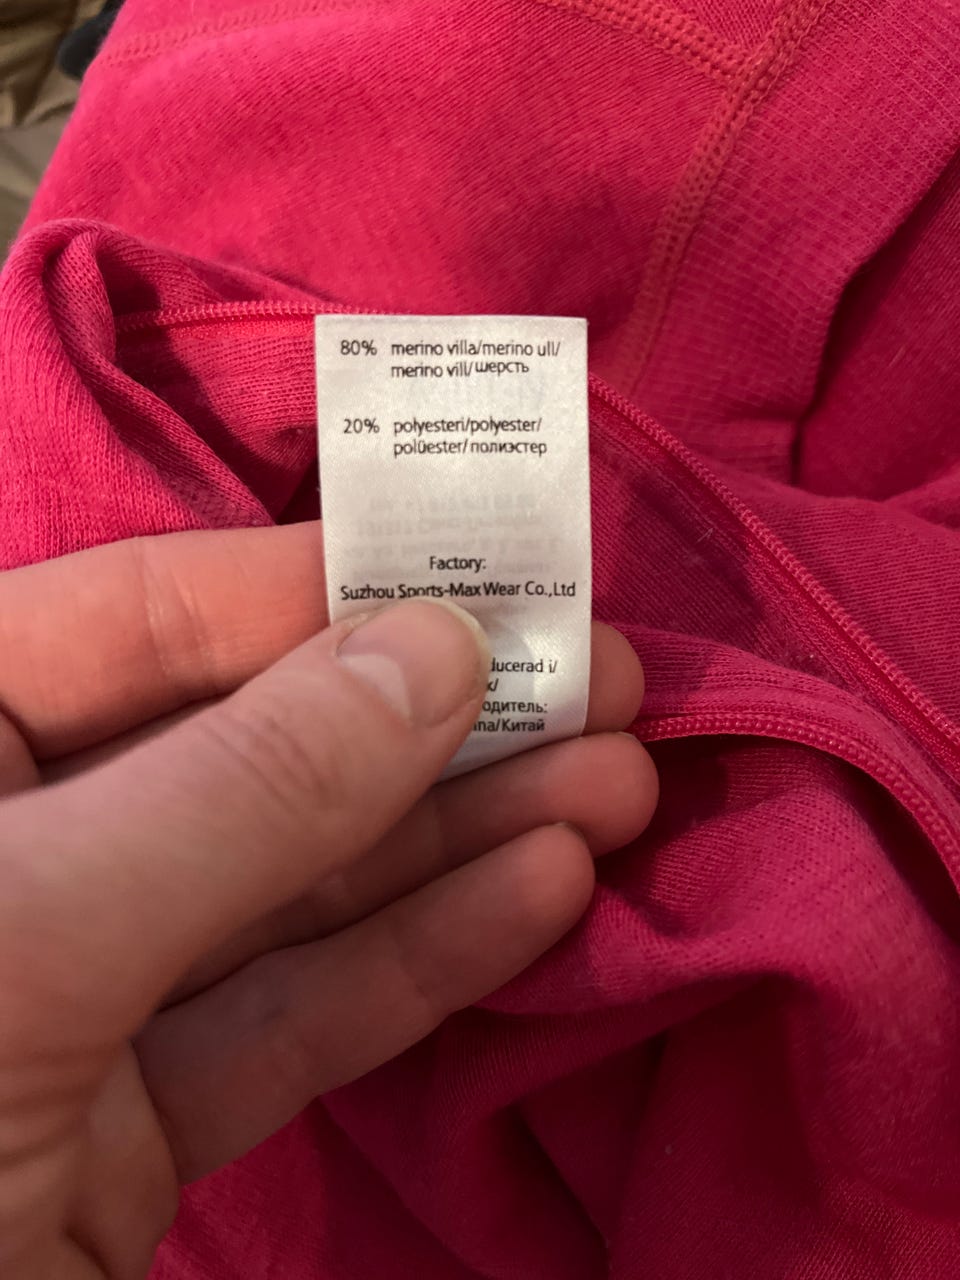 80% merino villa/merino ull/
merino vill/шерсть
20% polyesteri/polyester/
polüester/полиэстер
Factory:
Suzhou Sports-Max Wear Co.,Ltd
ducerad i/
k/
одитель:
ina/Китай